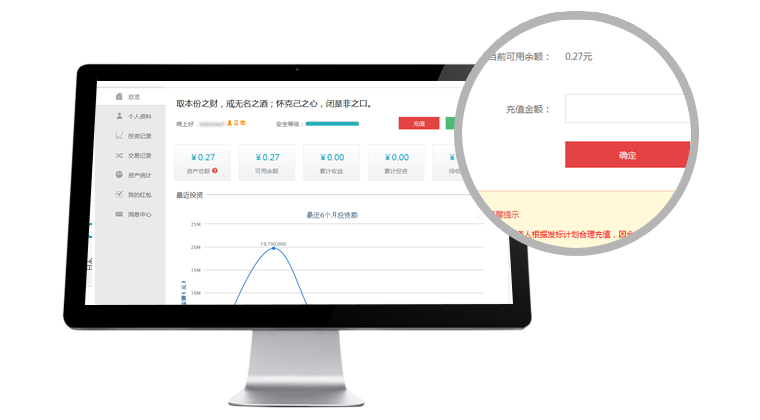 总览
个人资料
投资记录
交易记录
资产统计
我的红包
消息中心
取本份之财，戒无名之酒；怀克己之心，闭是非之口。
晚上好，
安全等级：
充值
¥0.27
资产总额
¥0.27
可用余额
¥0.00
累计收益
¥0.00
累计投资
最近投资
最近6个月投资额
25M
20M
15M
10M
19,700,000
金额（元）
当前可用余额： 0.27元
充值金额：
确定
提示
人根据发标计划合理充值，因